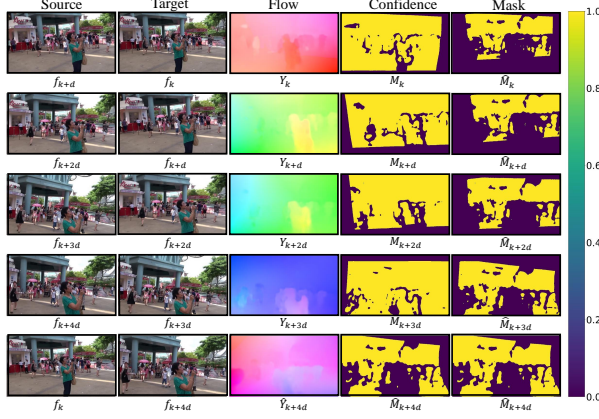 Source Target Flow Confidence Mask
1.0
f_{k+d} f_k Y_k M_k M̂_k
0.8
f_{k+2d} f_{k+d} Y_{k+d} M_{k+d} M̂_{k+d}
0.6
f_{k+3d} f_{k+2d} Y_{k+2d} M_{k+2d} M̂_{k+2d}
0.4
f_{k+4d} f_{k+3d} Y_{k+3d} M_{k+3d} M̂_{k+3d}
0.2
f_k f_{k+4d} Ŷ_{k+4d} M̂_{k+4d} M̂_{k+4d}
0.0